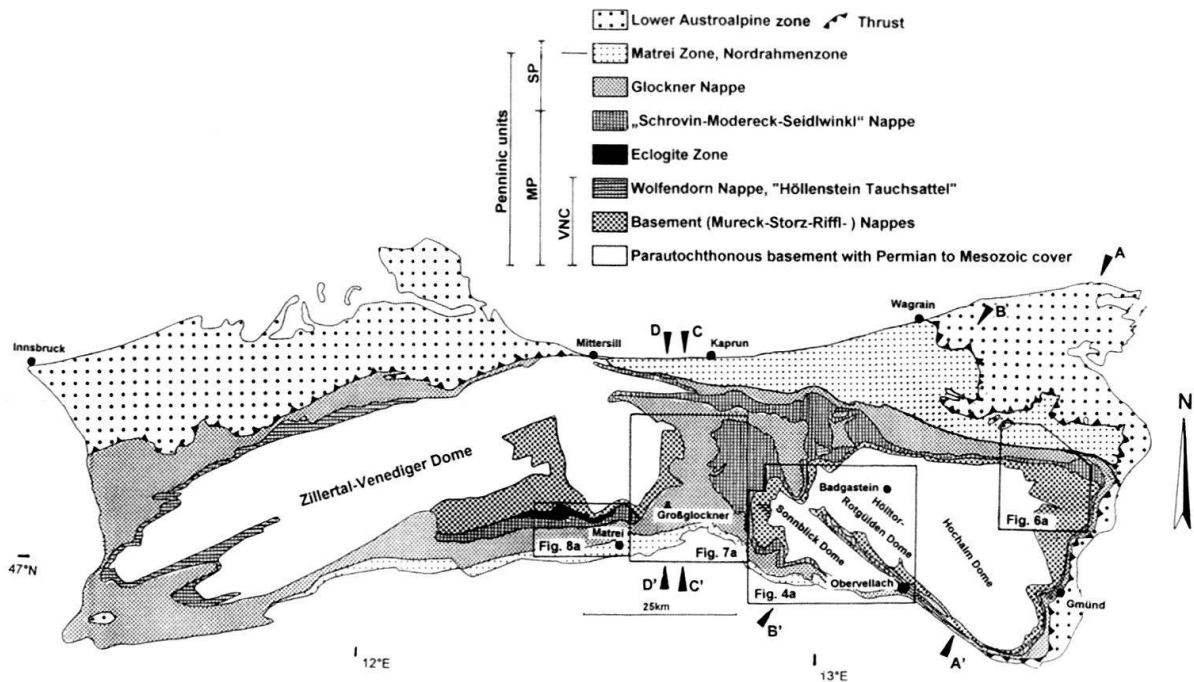 Lower Austroalpine zone
Thrust
Matrei Zone, Nordrahmenzone
Glockner Nappe
„Schrovin-Modereck-Seidlwinkl“ Nappe
Eclogite Zone
Wolfendorn Nappe, "Höllenstein Tauchsattel"
Basement (Mureck-Storz-Riffl- ) Nappes
Parautochthonous basement with Permian to Mesozoic cover
Penninic units
SP
MP
VNC
A
B'
Wagrain
D
C
Kaprun
Mittersill
Innsbruck
N
Zillertal-Venediger Dome
Badgastein
Hölltor-
Rotgülden Dome
Sonnblick Dome
Hochalm Dome
Großglockner
Matrei
Fig. 8a
Fig. 7a
Fig. 6a
Fig. 4a
Obervellach
Gmünd
47°N
D'
C'
B'
A'
25km
12°E
13°E